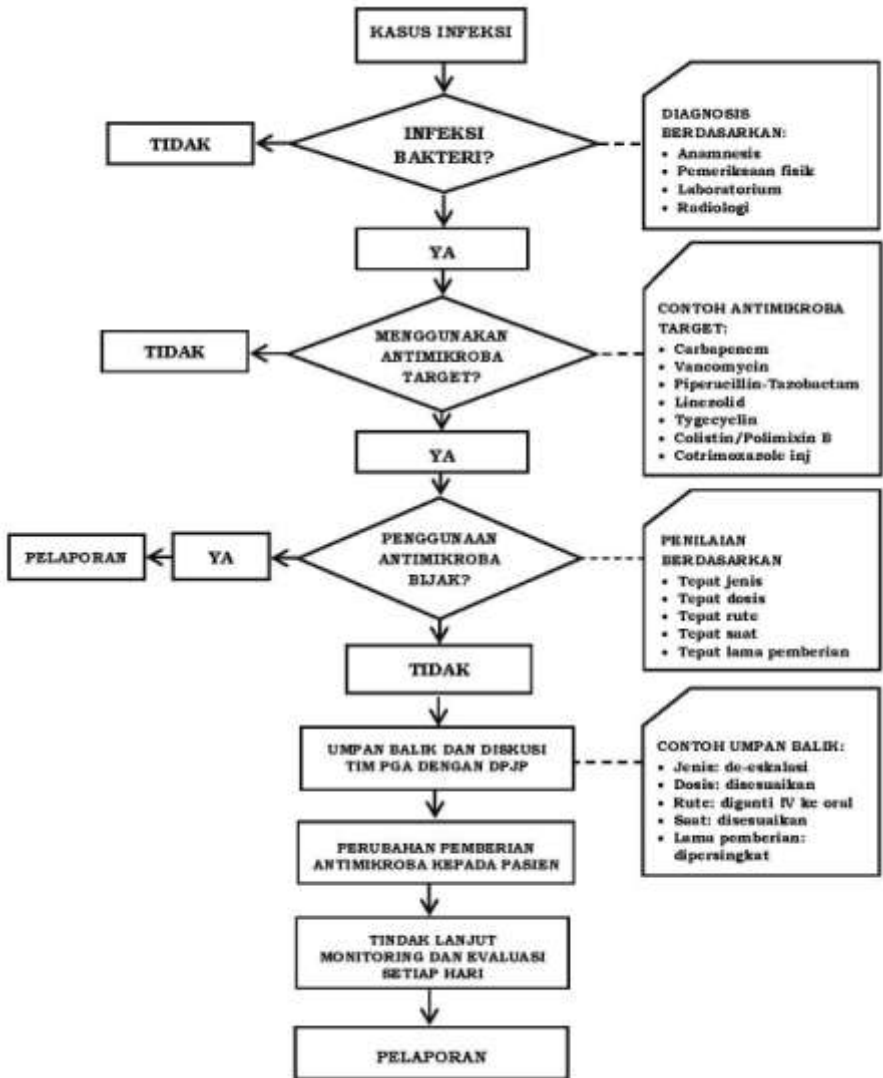 KASUS INFEKSI
INFEKSI
BAKTERI?
TIDAK
DIAGNOSIS
BERDASARKAN:
• Anamnesis
• Pemeriksaan fisik
• Laboratorium
• Radiologi
YA
MENGGUNAKAN
ANTIMIKROBA
TARGET?
TIDAK
CONTOH ANTIMIKROBA
TARGET:
• Carbapenem
• Vancomycin
• Piperacillin-Tazobactam
• Linezolid
• Tygecyclin
• Colistin/Polimixin B
• Cotrimoxazole inj
YA
PENGGUNAAN
ANTIMIKROBA
BIJAK?
YA
PELAPORAN
PENILAIAN
BERDASARKAN
• Tepat jenis
• Tepat dosis
• Tepat rute
• Tepat saat
• Tepat lama pemberian
TIDAK
UMPAN BALIK DAN DISKUSI
TIM PGA DENGAN DPJP
CONTOH UMPAN BALIK:
• Jenis: de-eskalasi
• Dosis: disesuaikan
• Rute: diganti IV ke oral
• Saat: disesuaikan
• Lama pemberian:
dipersingkat
PERUBAHAN PEMBERIAN
ANTIMIKROBA KEPADA PASIEN
TINDAK LANJUT
MONITORING DAN EVALUASI
SETIAP HARI
PELAPORAN